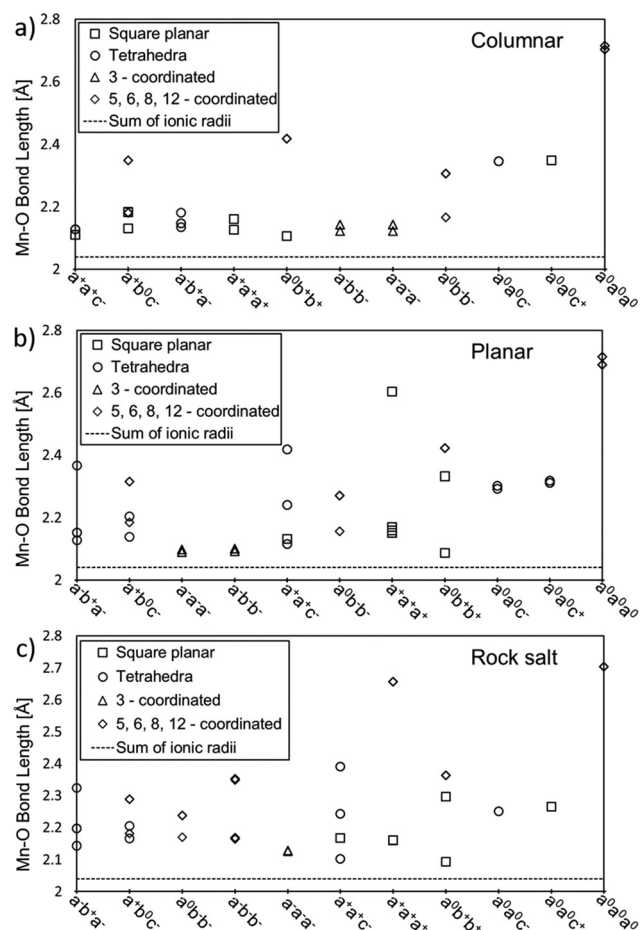 a)
Columnar
Square planar
Tetrahedra
3 - coordinated
5, 6, 8, 12 - coordinated
Sum of ionic radii
Mn-O Bond Length [Å]
2.8
2.6
2.4
2.2
2
a⁺a⁺c⁻ a⁺b⁰c⁻ a⁻b⁺a⁻ a⁺a⁺a⁺ a⁰b⁺b⁺ a⁻b⁻b⁻ a⁻a⁻a⁻ a⁰b⁻b⁻ a⁰a⁰c⁻ a⁰a⁰c⁺ a⁰a⁰a⁰
b)
Planar
Square planar
Tetrahedra
3 - coordinated
5, 6, 8, 12 - coordinated
Sum of ionic radii
Mn-O Bond Length [Å]
2.8
2.6
2.4
2.2
2
a⁻b⁺a⁻ a⁺b⁰c⁻ a⁻a⁻a⁻ a⁻b⁻b⁻ a⁺a⁺c⁻ a⁰b⁻b⁻ a⁺a⁺a⁺ a⁰b⁺b⁺ a⁰a⁰c⁻ a⁰a⁰c⁺ a⁰a⁰a⁰
c)
Rock salt
Square planar
Tetrahedra
3 - coordinated
5, 6, 8, 12 - coordinated
Sum of ionic radii
Mn-O Bond Length [Å]
2.8
2.7
2.6
2.5
2.4
2.3
2.2
2.1
2
a⁻b⁺a⁻ a⁺b⁰c⁻ a⁰b⁻b⁻ a⁻b⁻b⁻ a⁻a⁻a⁻ a⁺a⁺c⁻ a⁺a⁺a⁺ a⁰b⁺b⁺ a⁰a⁰c⁻ a⁰a⁰c⁺ a⁰a⁰a⁰